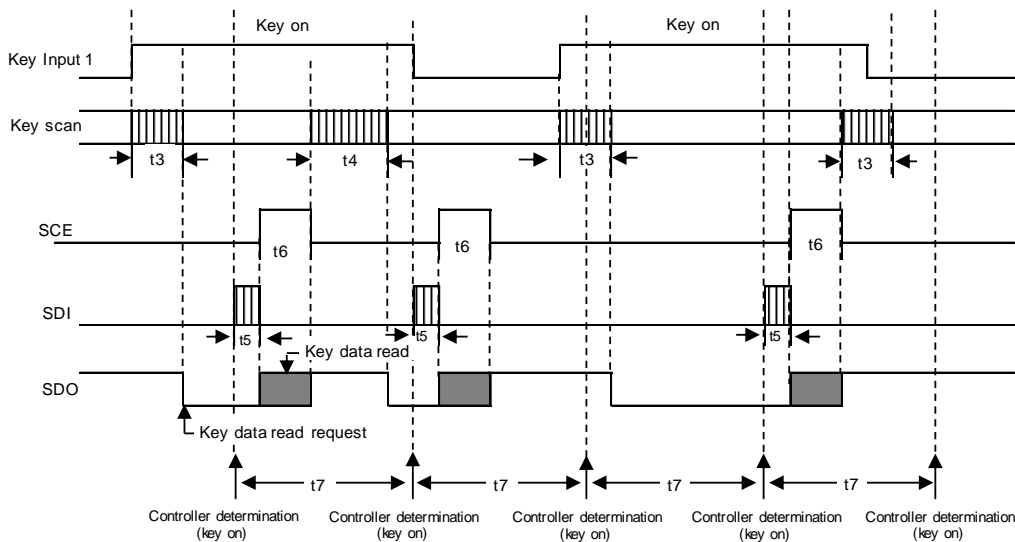 Key on
Key on
Key Input 1
Key scan
t3
t4
t3
t3
SCE
t6
t6
t6
SDI
t5
t5
t5
Key data read
SDO
Key data read request
t7
t7
t7
t7
Controller determination
(key on)
Controller determination
(key on)
Controller determination
(key on)
Controller determination
(key on)
Controller determination
(key on)